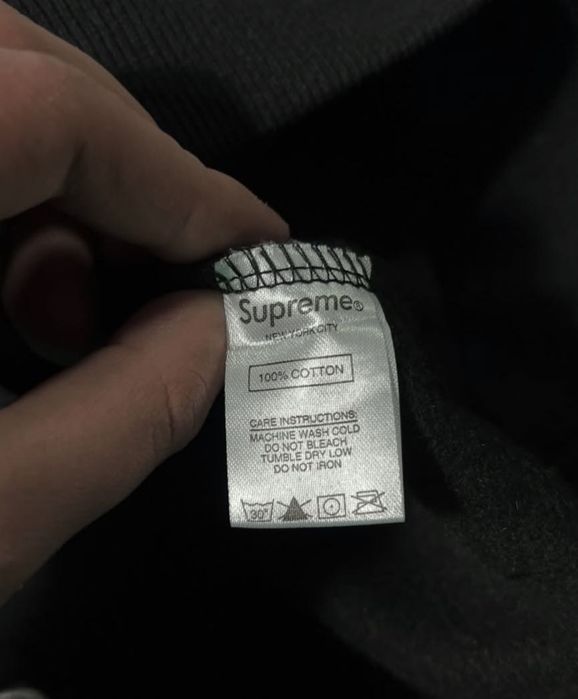 Supreme®
NEW YORK CITY
100% COTTON
CARE INSTRUCTIONS:
MACHINE WASH COLD
DO NOT BLEACH
TUMBLE DRY LOW
DO NOT IRON
30°